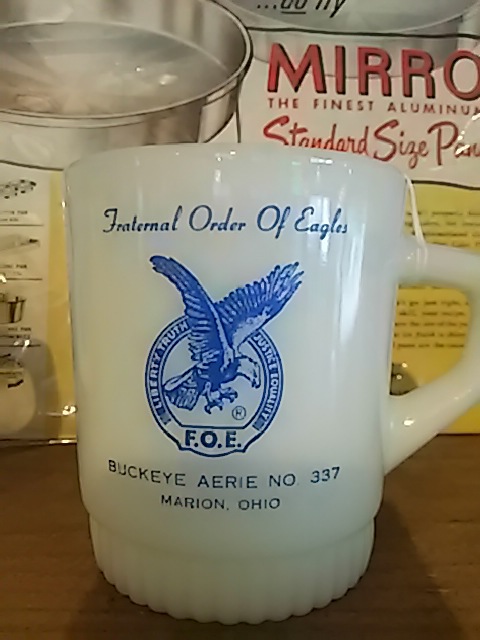 ...do
MIRRO
THE FINEST ALUMINUM
Standard Size Pan
Fraternal Order Of Eagles
LIBERTY TRUTH
JUSTICE EQUALITY
®
F.O.E.
BUCKEYE AERIE NO. 337
MARION, OHIO